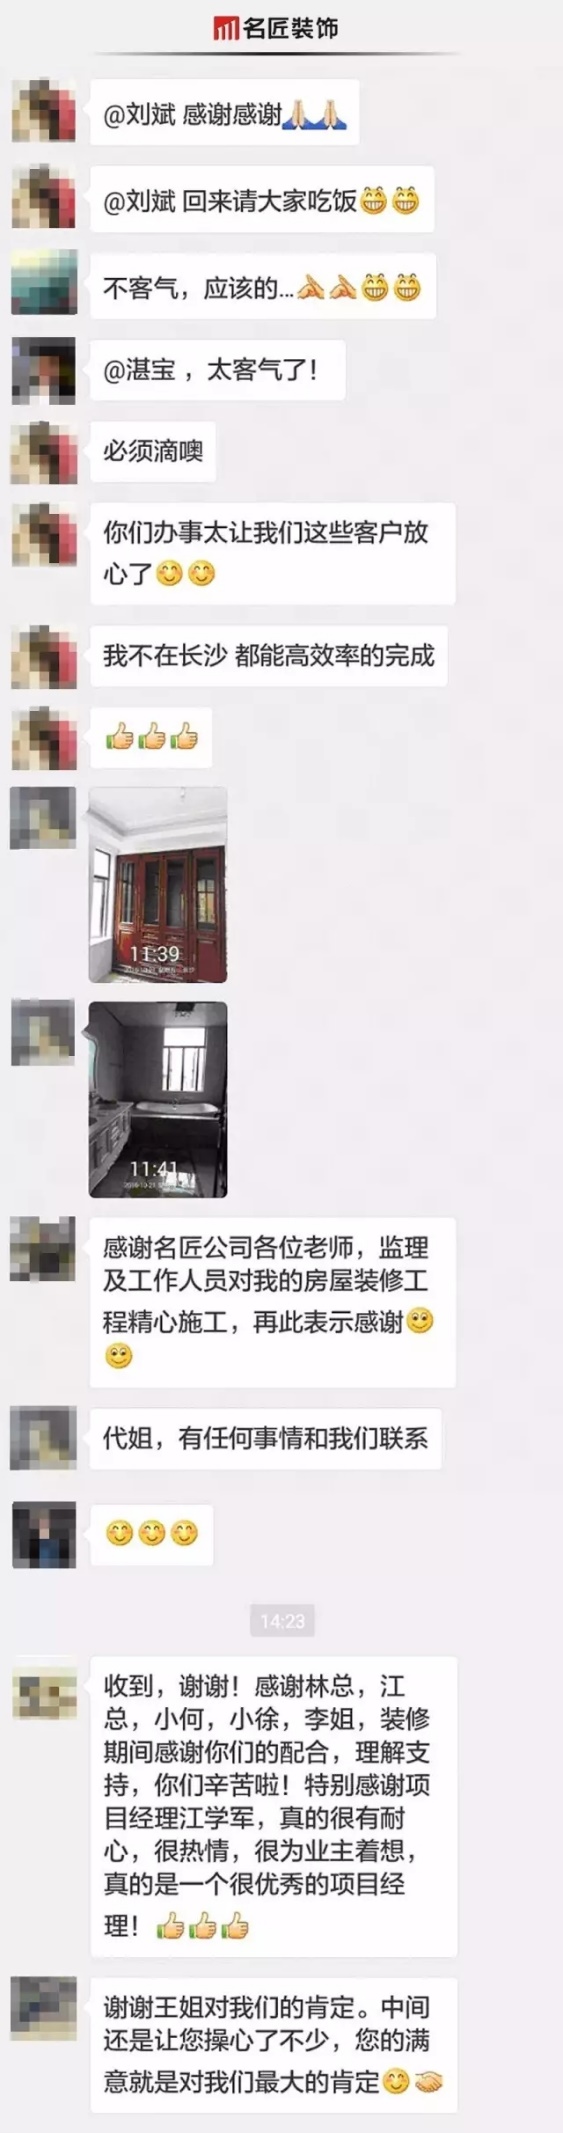 名匠装饰
@刘斌 感谢感谢🙏🙏
@刘斌 回来请大家吃饭😁😁
不客气，应该的...👏👏😁😁
@湛宝 ，太客气了！
必须滴噢
你们办事太让我们这些客户放
心了😊😊
我不在长沙 都能高效率的完成
👍👍👍
11:39
11:41
感谢名匠公司各位老师，监理
及工作人员对我的房屋装修工
程精心施工，再此表示感谢🙂
🙂
代姐，有任何事情和我们联系
😊😊😊
14:23
收到，谢谢！感谢林总，江
总，小何，小徐，李姐，装修
期间感谢你们的配合，理解支
持，你们辛苦啦！特别感谢项
目经理江学军，真的很有耐
心，很热情，很为业主着想，
真的是一个很优秀的项目经
理！👍👍👍
谢谢王姐对我们的肯定。中间
还是让您操心了不少，您的满
意就是对我们最大的肯定😊🤝